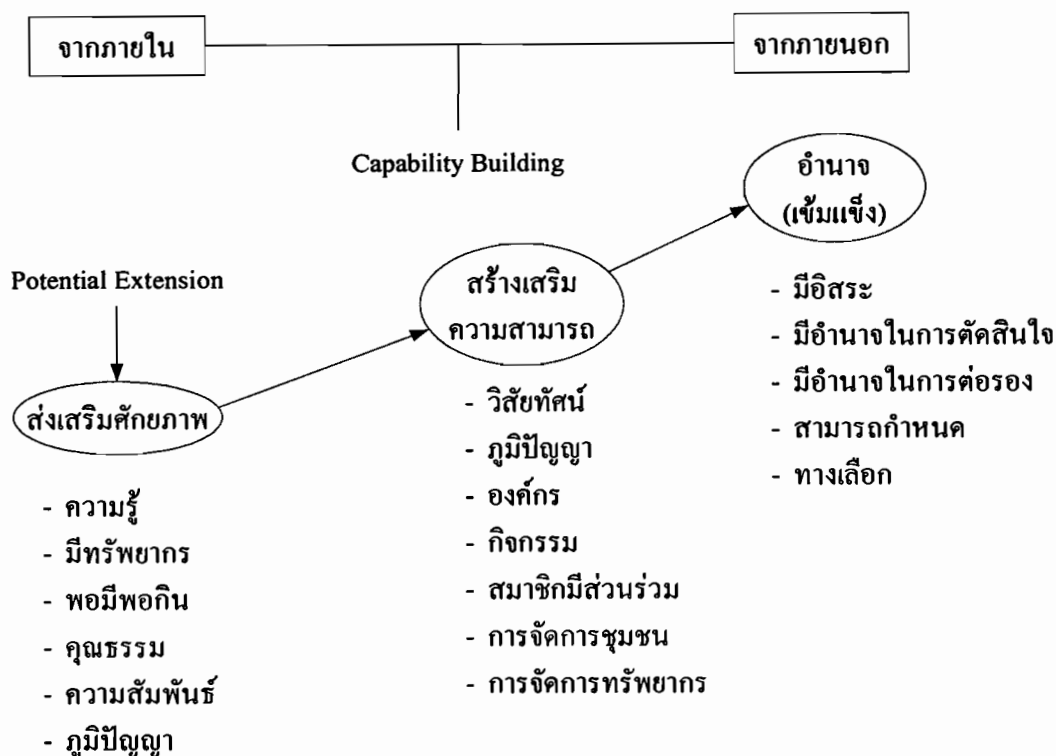 จากภายใน
จากภายนอก
Capability Building
อำนาจ
(เข้มแข็ง)
Potential Extension
สร้างเสริม
ความสามารถ
ส่งเสริมศักยภาพ
- มีอิสระ
- มีอำนาจในการตัดสินใจ
- มีอำนาจในการต่อรอง
- สามารถกำหนด
- ทางเลือก
- วิสัยทัศน์
- ภูมิปัญญา
- องค์กร
- กิจกรรม
- สมาชิกมีส่วนร่วม
- การจัดการชุมชน
- การจัดการทรัพยากร
- ความรู้
- มีทรัพยากร
- พอมีพอกิน
- คุณธรรม
- ความสัมพันธ์
- ภูมิปัญญา